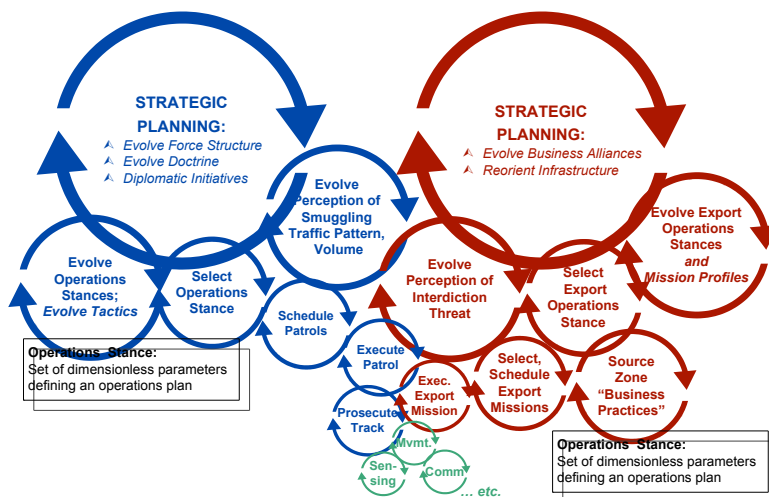 STRATEGIC
PLANNING:
Evolve Force Structure
Evolve Doctrine
Diplomatic Initiatives
STRATEGIC
PLANNING:
Evolve Business Alliances
Reorient Infrastructure
Evolve
Perception of
Smuggling
Traffic Pattern,
Volume
Evolve Export
Operations
Stances
and
Mission Profiles
Evolve
Operations
Stances;
Evolve Tactics
Select
Operations
Stance
Evolve
Perception of
Interdiction
Threat
Select
Export
Operations
Stance
Schedule
Patrols
Execute
Patrol
Select,
Schedule
Export
Missions
Source
Zone
“Business
Practices”
Exec.
Export
Mission
Prosecute
Track
Operations Stance:
Set of dimensionless parameters
defining an operations plan
Mvmt.
Sen-
sing
Comm
... etc.
Operations Stance:
Set of dimensionless parameters
defining an operations plan